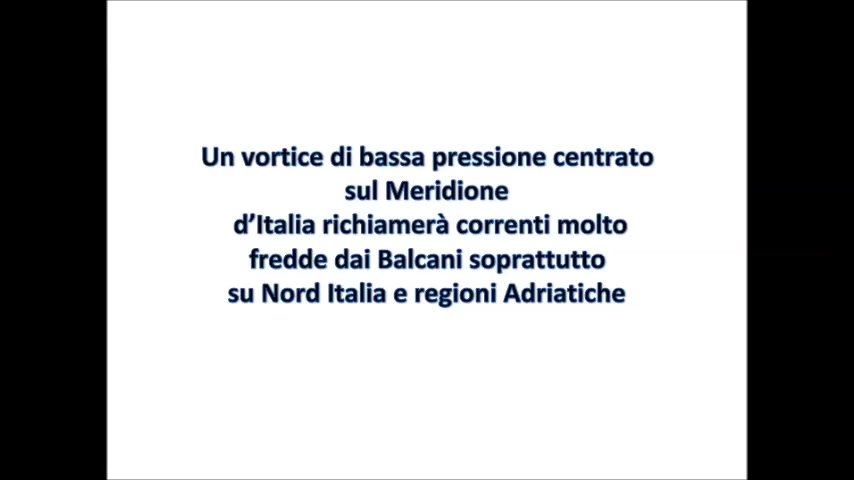 Un vortice di bassa pressione centrato
sul Meridione
d’Italia richiamerà correnti molto
fredde dai Balcani soprattutto
su Nord Italia e regioni Adriatiche